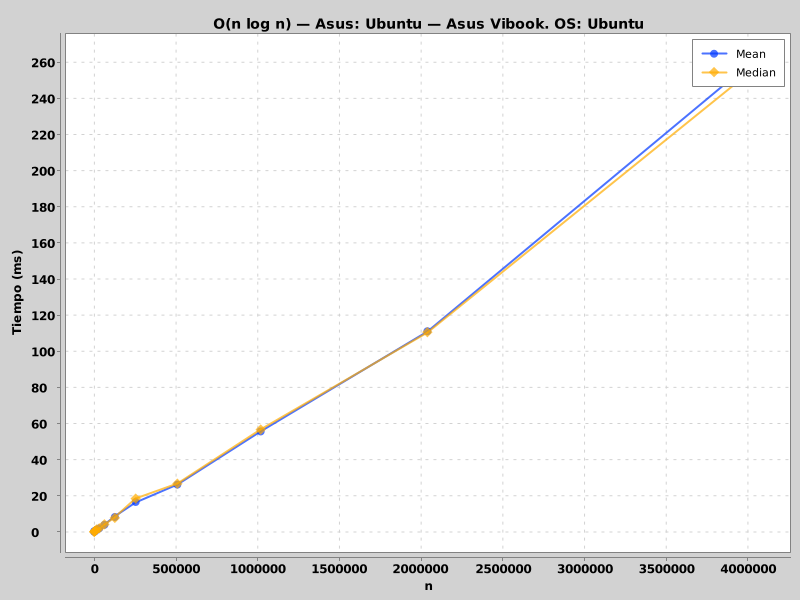 O(n log n) — Asus: Ubuntu — Asus Vibook. OS: Ubuntu
Mean
Median
260
240
220
200
180
160
140
120
100
80
60
40
20
0
Tiempo (ms)
0 500000 1000000 1500000 2000000 2500000 3000000 3500000 4000000
n